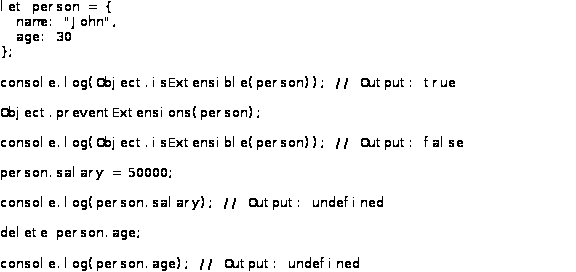 let person = {
  name: "John",
  age: 30
};
console.log(Object.isExtensible(person)); // Output: true
Object.preventExtensions(person);
console.log(Object.isExtensible(person)); // Output: false
person.salary = 50000;
console.log(person.salary); // Output: undefined
delete person.age;
console.log(person.age); // Output: undefined